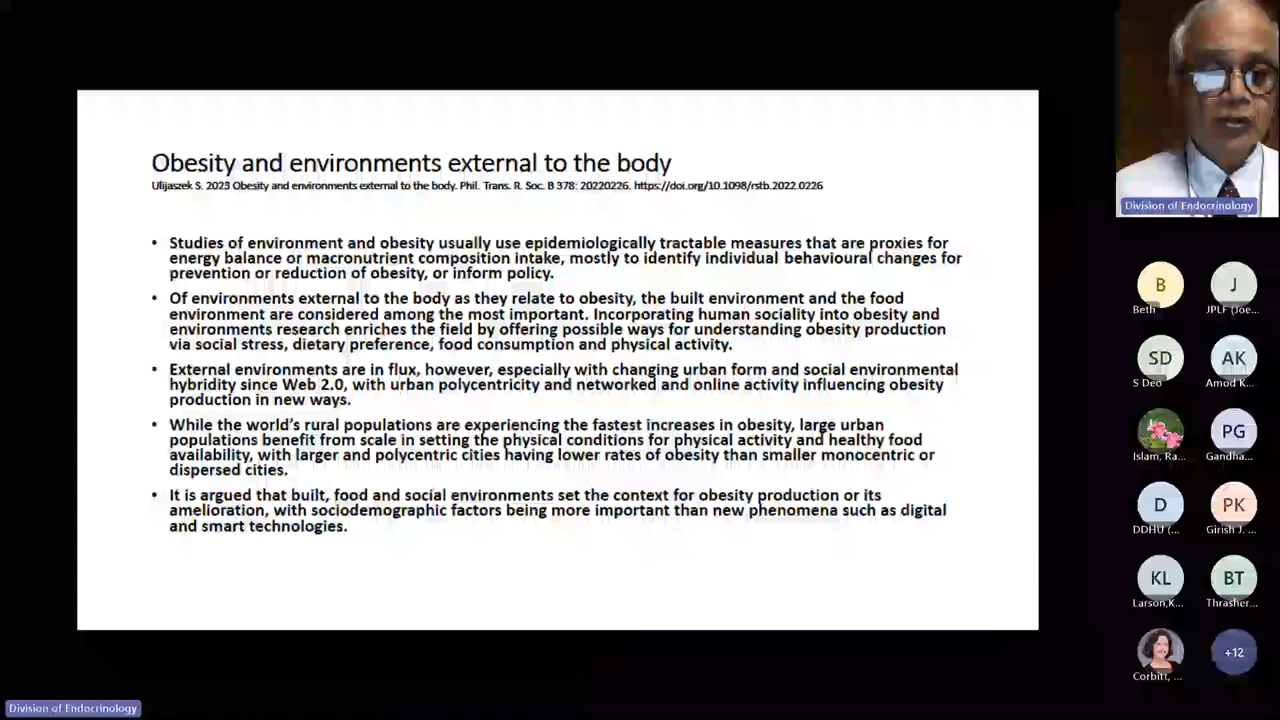 Obesity and environments external to the body
Ulijaszek S. 2023 Obesity and environments external to the body. Phil. Trans. R. Soc. B 378: 20220226. https://doi.org/10.1098/rstb.2022.0226
• Studies of environment and obesity usually use epidemiologically tractable measures that are proxies for
energy balance or macronutrient composition intake, mostly to identify individual behavioural changes for
prevention or reduction of obesity, or inform policy.
• Of environments external to the body as they relate to obesity, the built environment and the food
environment are considered among the most important. Incorporating human sociality into obesity and
environments research enriches the field by offering possible ways for understanding obesity production
via social stress, dietary preference, food consumption and physical activity.
• External environments are in flux, however, especially with changing urban form and social environmental
hybridity since Web 2.0, with urban polycentricity and networked and online activity influencing obesity
production in new ways.
• While the world's rural populations are experiencing the fastest increases in obesity, large urban
populations benefit from scale in setting the physical conditions for physical activity and healthy food
availability, with larger and polycentric cities having lower rates of obesity than smaller monocentric or
dispersed cities.
• It is argued that built, food and social environments set the context for obesity production or its
amelioration, with sociodemographic factors being more important than new phenomena such as digital
and smart technologies.
Division of Endocrinology
B
J
Beth
JPLF (Joe...
SD
AK
S Deo
Amod K...
PG
Islam, Ra...
Gandha...
D
PK
DDHU (...
Girish J. ...
KL
BT
Larson,K...
Thrasher...
+12
Corbitt, ...
Division of Endocrinology